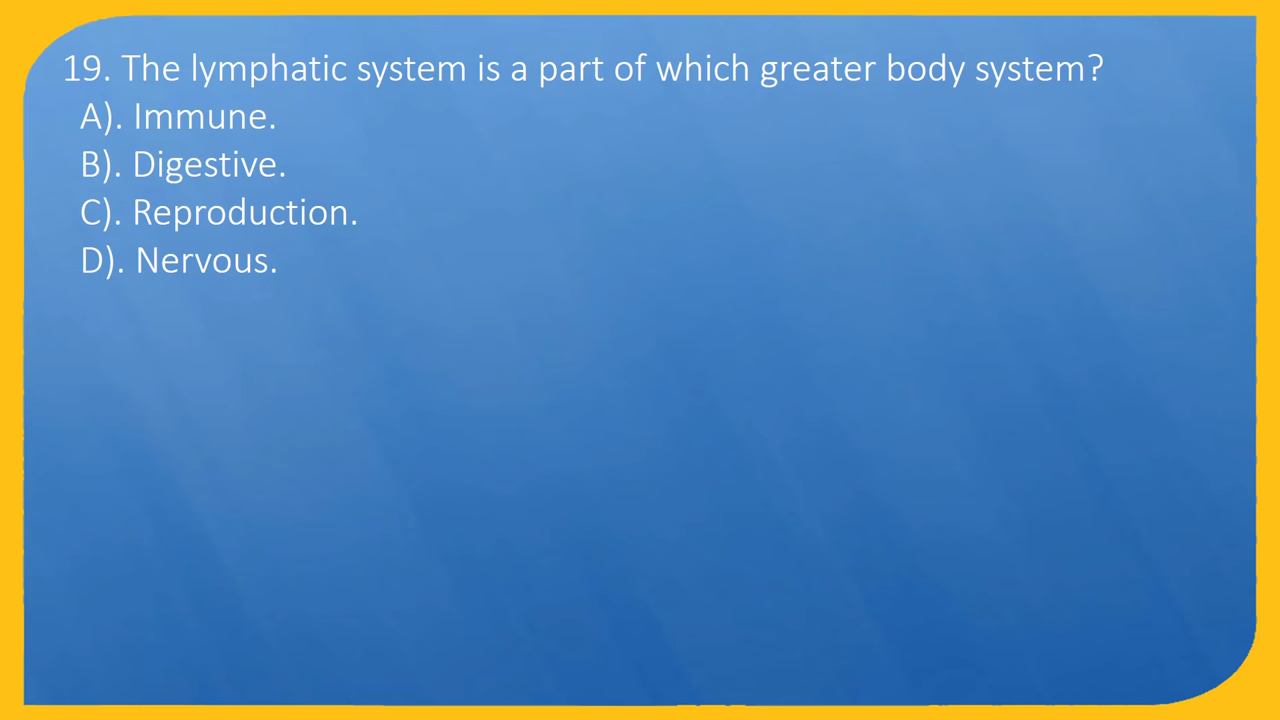 19. The lymphatic system is a part of which greater body system?
A). Immune.
B). Digestive.
C). Reproduction.
D). Nervous.